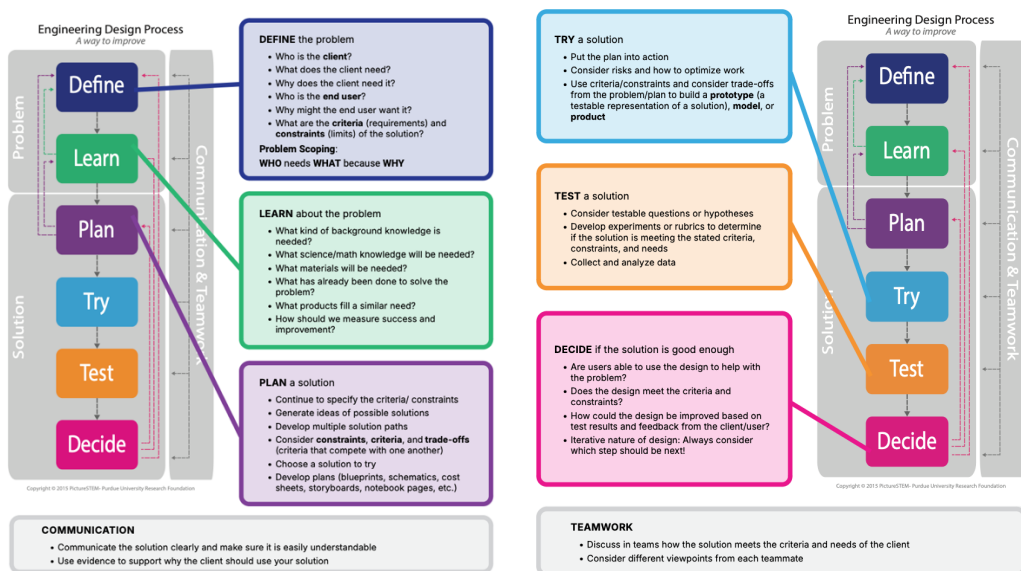 Engineering Design Process
A way to improve
Problem
Solution
Communication & Teamwork
Define
Learn
Plan
Try
Test
Decide
Copyright © 2015 PictureSTEM- Purdue University Research Foundation
DEFINE the problem
• Who is the client?
• What does the client need?
• Why does the client need it?
• Who is the end user?
• Why might the end user want it?
• What are the criteria (requirements) and
constraints (limits) of the solution?
Problem Scoping:
WHO needs WHAT because WHY
LEARN about the problem
• What kind of background knowledge is
needed?
• What science/math knowledge will be needed?
• What materials will be needed?
• What has already been done to solve the
problem?
• What products fill a similar need?
• How should we measure success and
improvement?
PLAN a solution
• Continue to specify the criteria/ constraints
• Generate ideas of possible solutions
• Develop multiple solution paths
• Consider constraints, criteria, and trade-offs
(criteria that compete with one another)
• Choose a solution to try
• Develop plans (blueprints, schematics, cost
sheets, storyboards, notebook pages, etc.)
COMMUNICATION
• Communicate the solution clearly and make sure it is easily understandable
• Use evidence to support why the client should use your solution
TRY a solution
• Put the plan into action
• Consider risks and how to optimize work
• Use criteria/constraints and consider trade-offs
from the problem/plan to build a prototype (a
testable representation of a solution), model, or
product
TEST a solution
• Consider testable questions or hypotheses
• Develop experiments or rubrics to determine
if the solution is meeting the stated criteria,
constraints, and needs
• Collect and analyze data
DECIDE if the solution is good enough
• Are users able to use the design to help with
the problem?
• Does the design meet the criteria and
constraints?
• How could the design be improved based on
test results and feedback from the client/user?
• Iterative nature of design: Always consider
which step should be next!
Engineering Design Process
A way to improve
Problem
Solution
Communication & Teamwork
Define
Learn
Plan
Try
Test
Decide
Copyright © 2015 PictureSTEM- Purdue University Research Foundation
TEAMWORK
• Discuss in teams how the solution meets the criteria and needs of the client
• Consider different viewpoints from each teammate